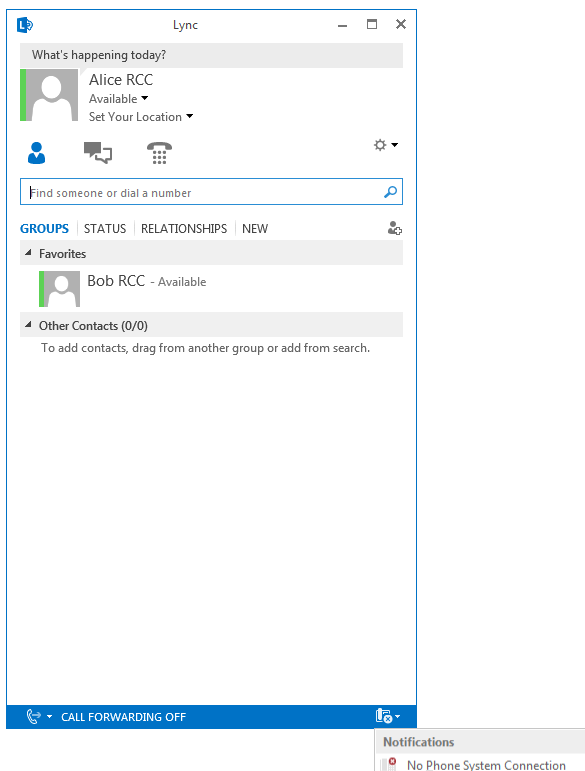 Lync
What's happening today?
Alice RCC
Available
Set Your Location
Find someone or dial a number
GROUPS STATUS RELATIONSHIPS NEW
Favorites
Bob RCC - Available
Other Contacts (0/0)
To add contacts, drag from another group or add from search.
CALL FORWARDING OFF
Notifications
No Phone System Connection